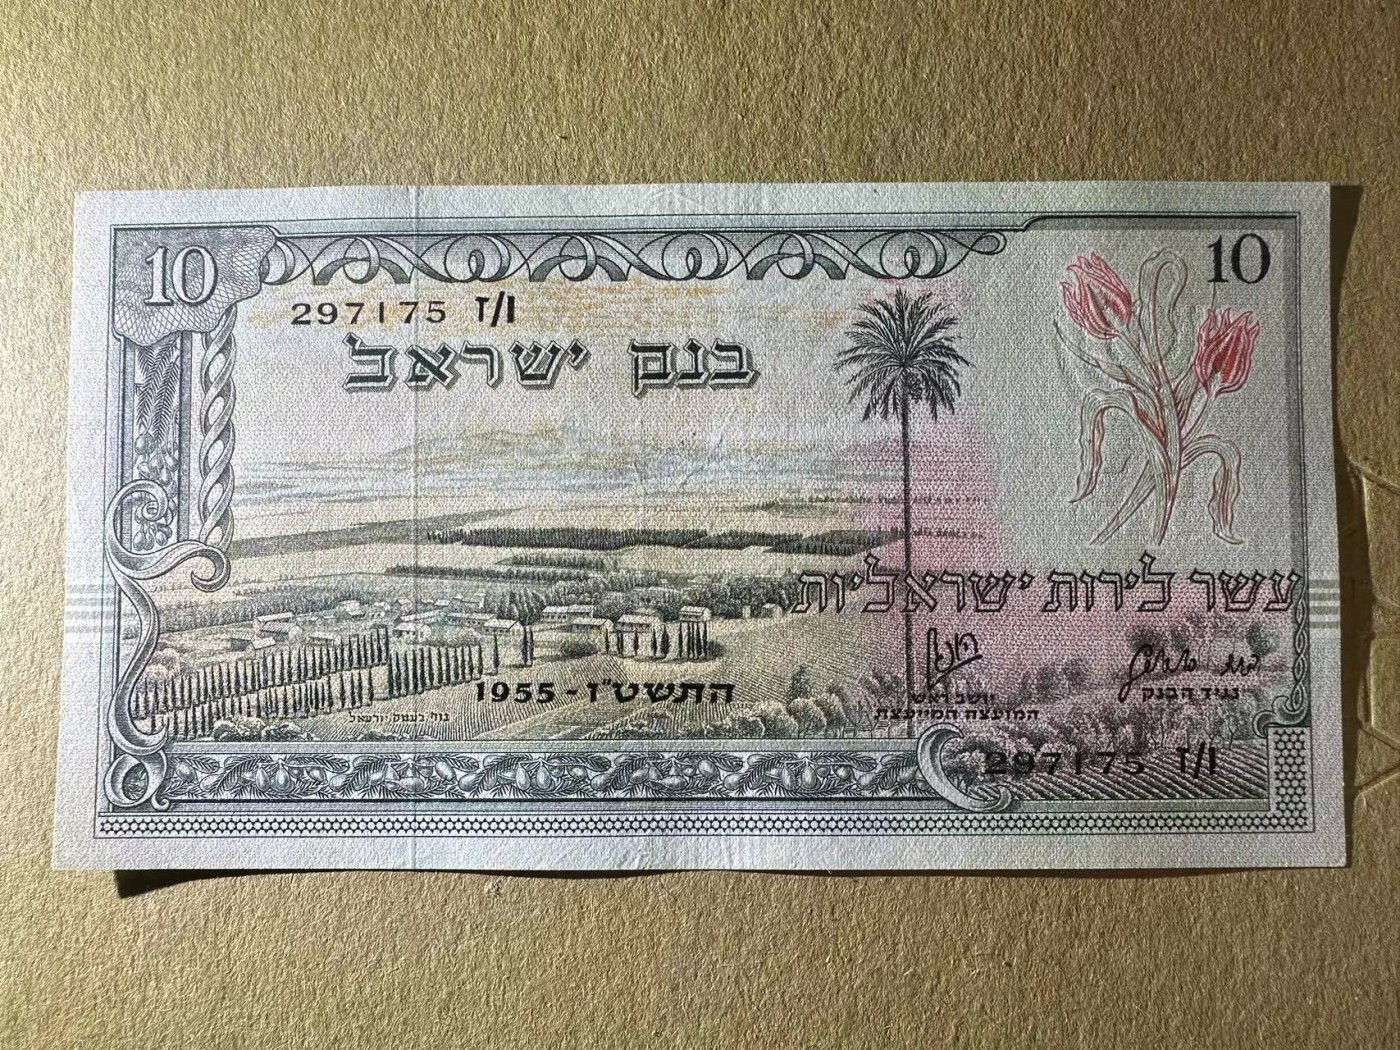 10
10
297175 ו/ז
בנק ישראל
עשר לירות ישראליות
יושב ראש
המועצה המייעצת
נגיד הבנק
התשט"ו - 1955
נוף בעמק יזרעאל
297175 ו/ז